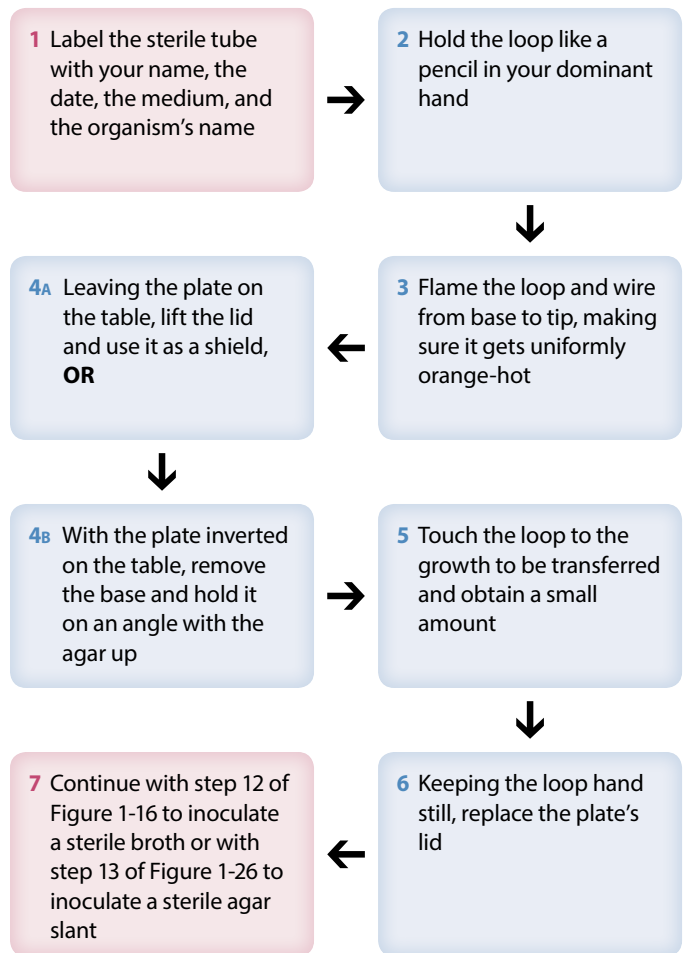 1 Label the sterile tube
with your name, the
date, the medium, and
the organism's name
2 Hold the loop like a
pencil in your dominant
hand
3 Flame the loop and wire
from base to tip, making
sure it gets uniformly
orange-hot
4A Leaving the plate on
the table, lift the lid
and use it as a shield,
OR
4B With the plate inverted
on the table, remove
the base and hold it
on an angle with the
agar up
5 Touch the loop to the
growth to be transferred
and obtain a small
amount
6 Keeping the loop hand
still, replace the plate's
lid
7 Continue with step 12 of
Figure 1-16 to inoculate
a sterile broth or with
step 13 of Figure 1-26 to
inoculate a sterile agar
slant